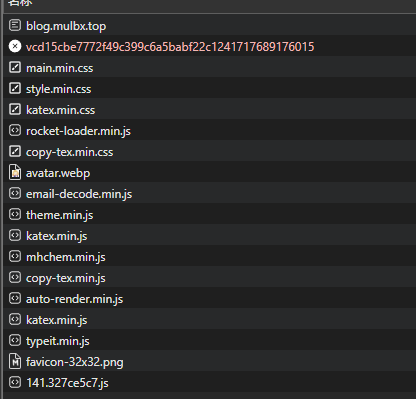 名称
blog.mulbx.top
vcd15cbe7772f49c399c6a5babf22c1241717689176015
main.min.css
style.min.css
katex.min.css
rocket-loader.min.js
copy-tex.min.css
avatar.webp
email-decode.min.js
theme.min.js
katex.min.js
mhchem.min.js
copy-tex.min.js
auto-render.min.js
katex.min.js
typeit.min.js
favicon-32x32.png
141.327ce5c7.js